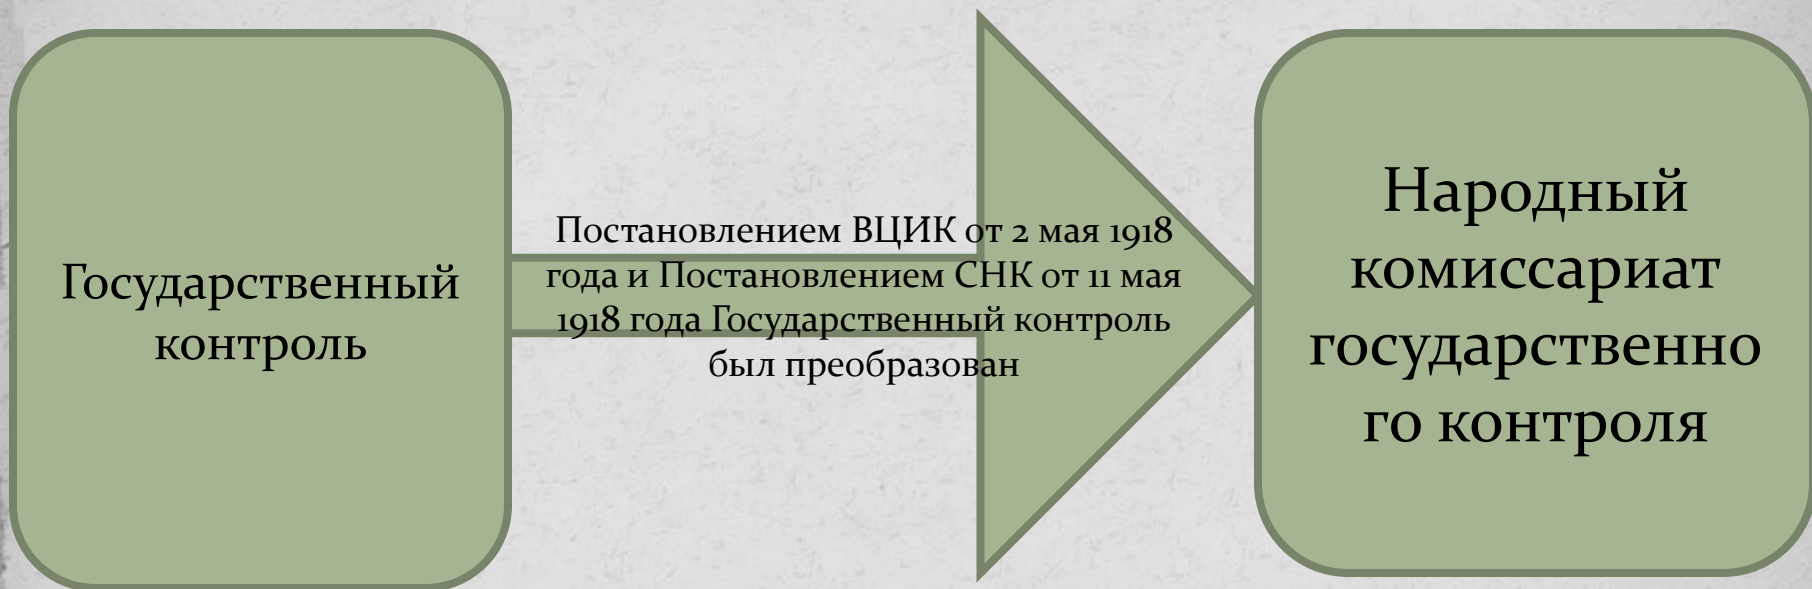 Государственный
контроль
Постановлением ВЦИК от 2 мая 1918
года и Постановлением СНК от 11 мая
1918 года Государственный контроль
был преобразован
Народный
комиссариат
государственно
го контроля